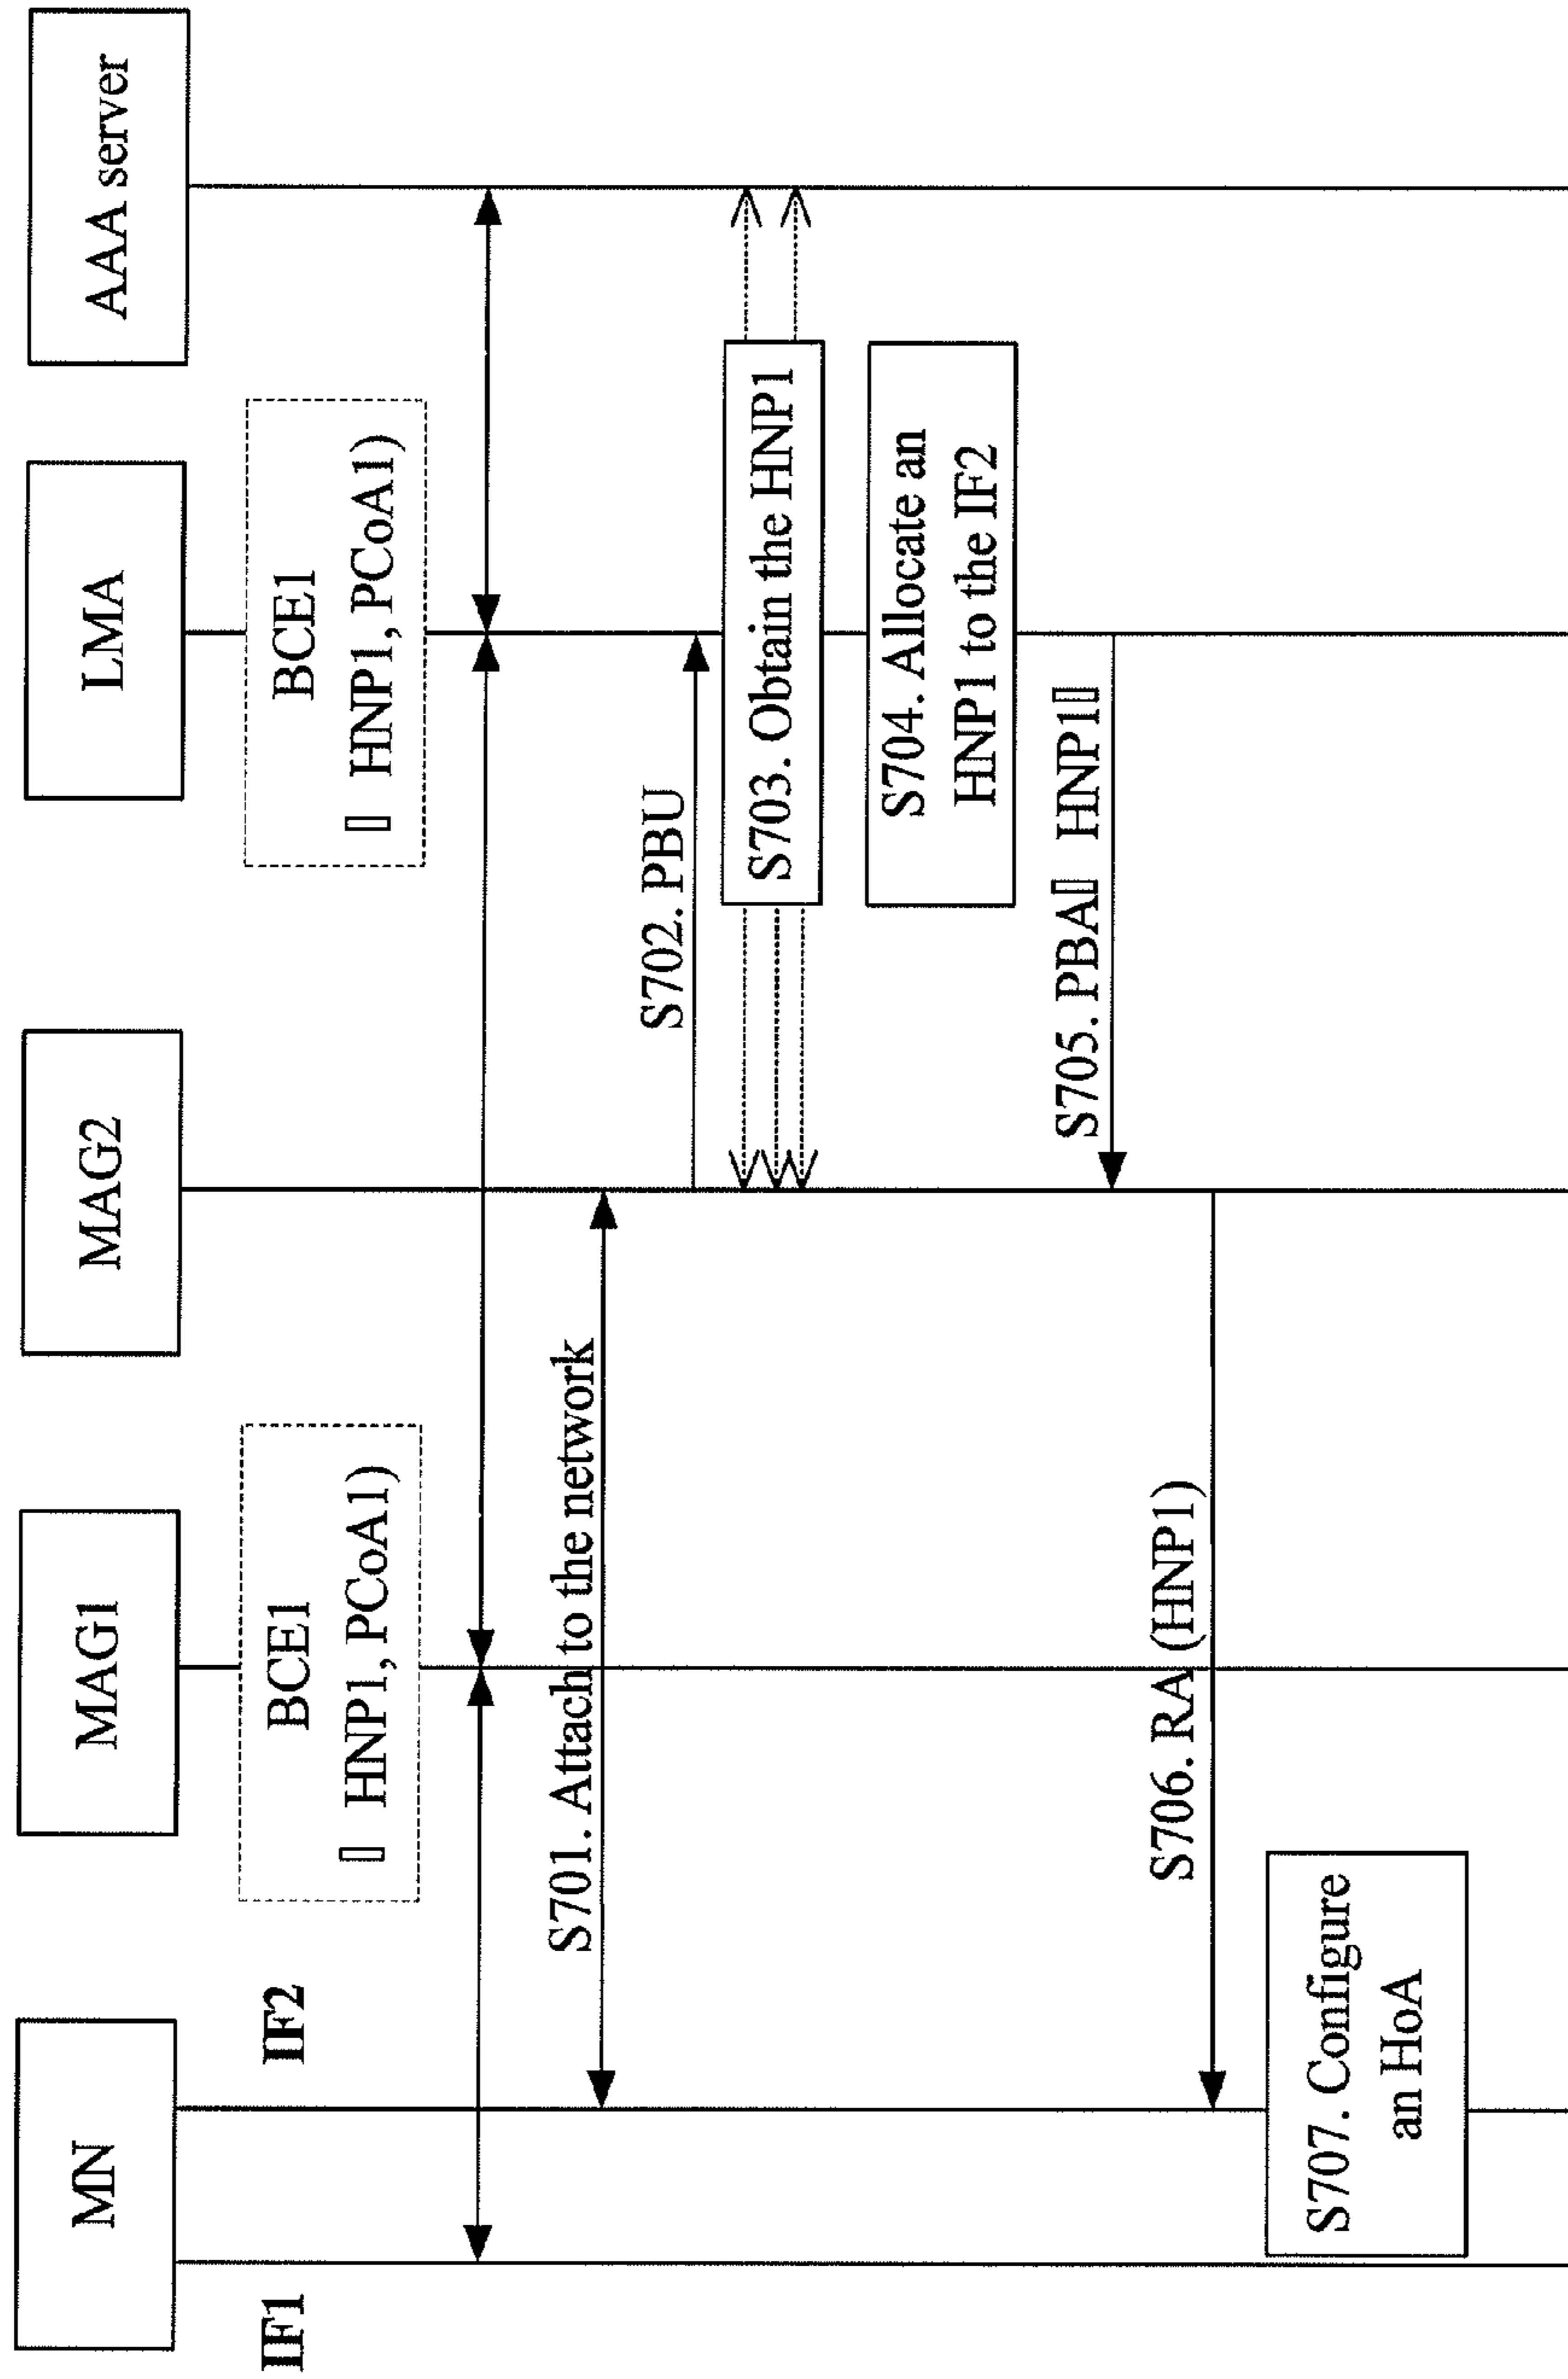 MN
MAG1
MAG2
LMA
AAA server
IF1
IF2
BCE1
▯ HNP1, PCoA1)
BCE1
▯ HNP1, PCoA1)
S701. Attach to the network
S702. PBU
S703. Obtain the HNP1
S704. Allocate an
HNP1 to the IF2
S705. PBA▯ HNP1▯
S706. RA (HNP1)
S707. Configure
an HoA